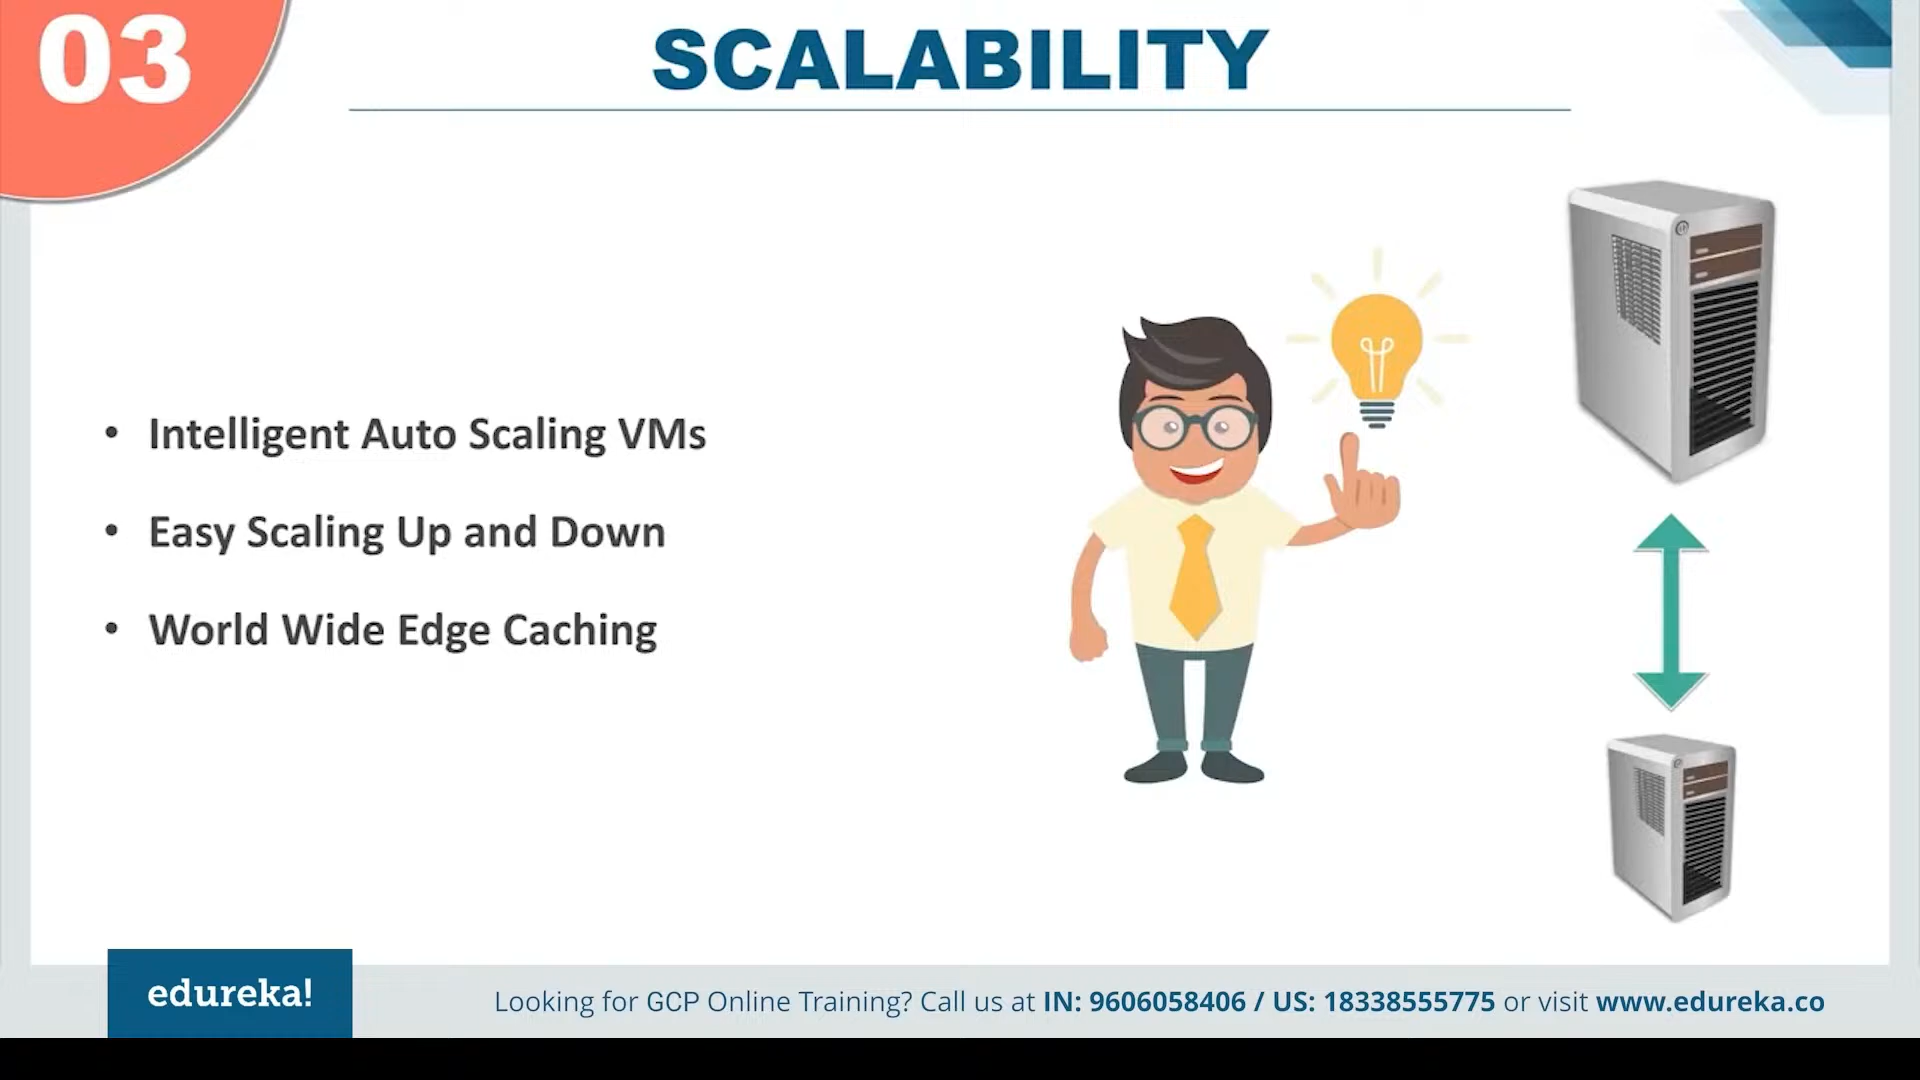 03
SCALABILITY
• Intelligent Auto Scaling VMs
• Easy Scaling Up and Down
• World Wide Edge Caching
edureka!
Looking for GCP Online Training? Call us at IN: 9606058406 / US: 18338555775 or visit www.edureka.co